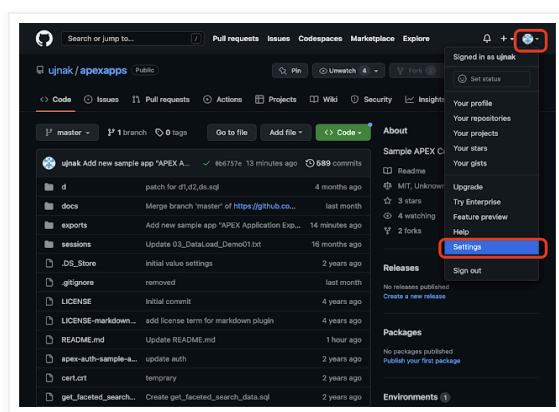 Search or jump to... /
Pull requests Issues Codespaces Marketplace Explore
ujnak / apexapps Public
Pin Unwatch 4 Fork 2
Code Issues Pull requests Actions Projects Wiki Security Insights
master 1 branch 0 tags Go to file Add file Code
ujnak Add new sample app "APEX A... 0b6757e 13 minutes ago 589 commits
d patch for d1,d2,ds.sql 4 months ago
docs Merge branch 'master' of https://github.co... last month
exports Add new sample app "APEX Application Exp... 14 minutes ago
sessions Update 03_DataLoad_Demo01.txt 16 months ago
.DS_Store initial value settings 2 years ago
.gitignore removed last month
LICENSE Initial commit 4 years ago
LICENSE-markdown... add license term for markdown plugin 4 years ago
README.md Update README.md 1 hour ago
apex-auth-sample-a... update auth 2 years ago
cert.crt temprary 2 years ago
get_faceted_search... Create get_faceted_search_data.sql 2 years ago
About
Sample APEX
Readme
MIT, Unknown
3 stars
4 watching
2 forks
Releases
No releases published
Create a new release
Packages
No packages published
Publish your first package
Environments 1
Signed in as ujnak
Set status
Your profile
Your repositories
Your projects
Your stars
Your gists
Upgrade
Try Enterprise
Feature preview
Help
Settings
Sign out